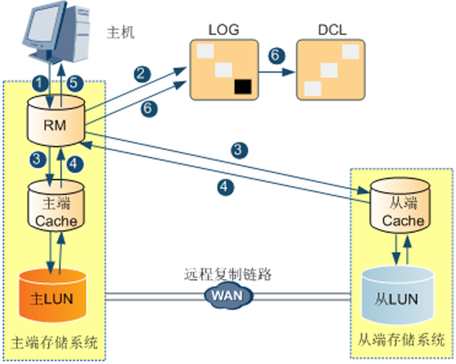 主机
LOG
DCL
1
5
2
6
6
RM
3
4
3
4
主端
Cache
从端
Cache
主LUN
远程复制链路
WAN
从LUN
主端存储系统
从端存储系统